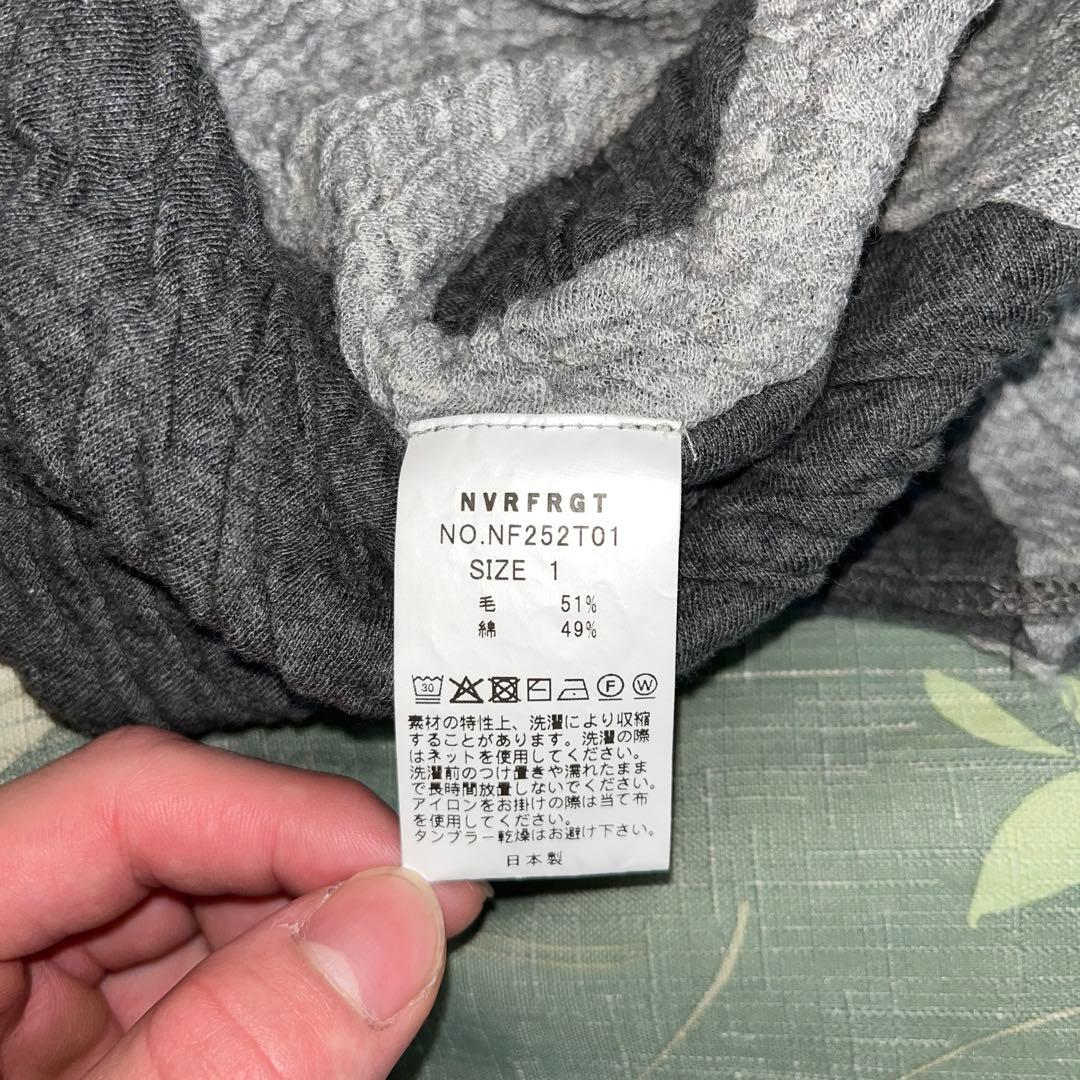 NVRFRGT
NO.NF252T01
SIZE 1
毛 51%
綿 49%
30 F W
素材の特性上、洗濯により収縮
することがあります。洗濯の際
はネットを使用してください。
洗濯前のつけ置きや濡れたまま
で長時間放置しないでください。
アイロンをお掛けの際は当て布
を使用してください。
タンブラー乾燥はお避け下さい。
日本製